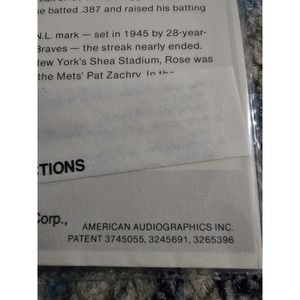 se batted .387 and raised his batting
N.L. mark — set in 1945 by 28-year-
Braves — the streak nearly ended.
New York's Shea Stadium, Rose was
the Mets' Pat Zachry. In the
CTIONS
Corp.,
AMERICAN AUDIOGRAPHICS INC.
PATENT 3745055, 3245691, 3265396